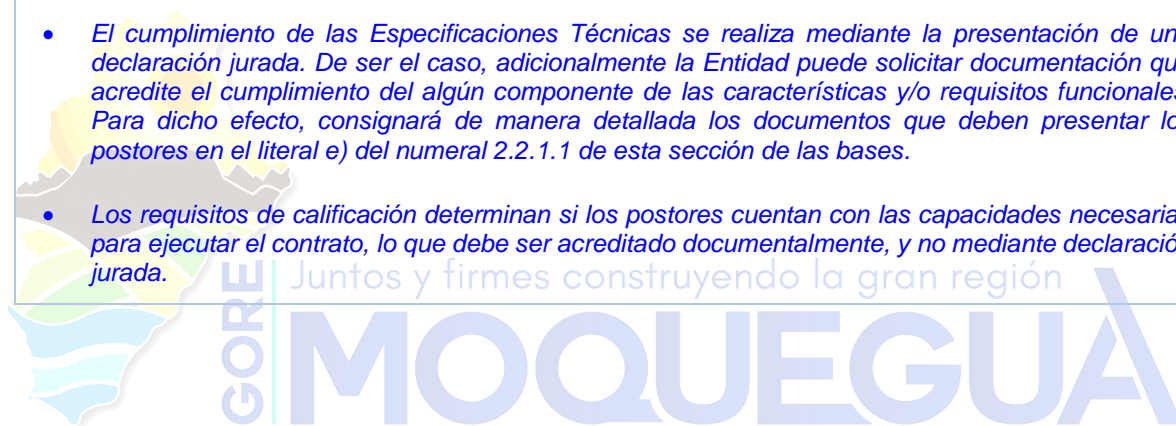 • El cumplimiento de las Especificaciones Técnicas se realiza mediante la presentación de un
declaración jurada. De ser el caso, adicionalmente la Entidad puede solicitar documentación qu
acredite el cumplimiento del algún componente de las características y/o requisitos funcionales
Para dicho efecto, consignará de manera detallada los documentos que deben presentar lo
postores en el literal e) del numeral 2.2.1.1 de esta sección de las bases.
• Los requisitos de calificación determinan si los postores cuentan con las capacidades necesaria
para ejecutar el contrato, lo que debe ser acreditado documentalmente, y no mediante declaració
jurada.
Juntos y firmes construyendo la gran región
GORE
MOQUEGUA